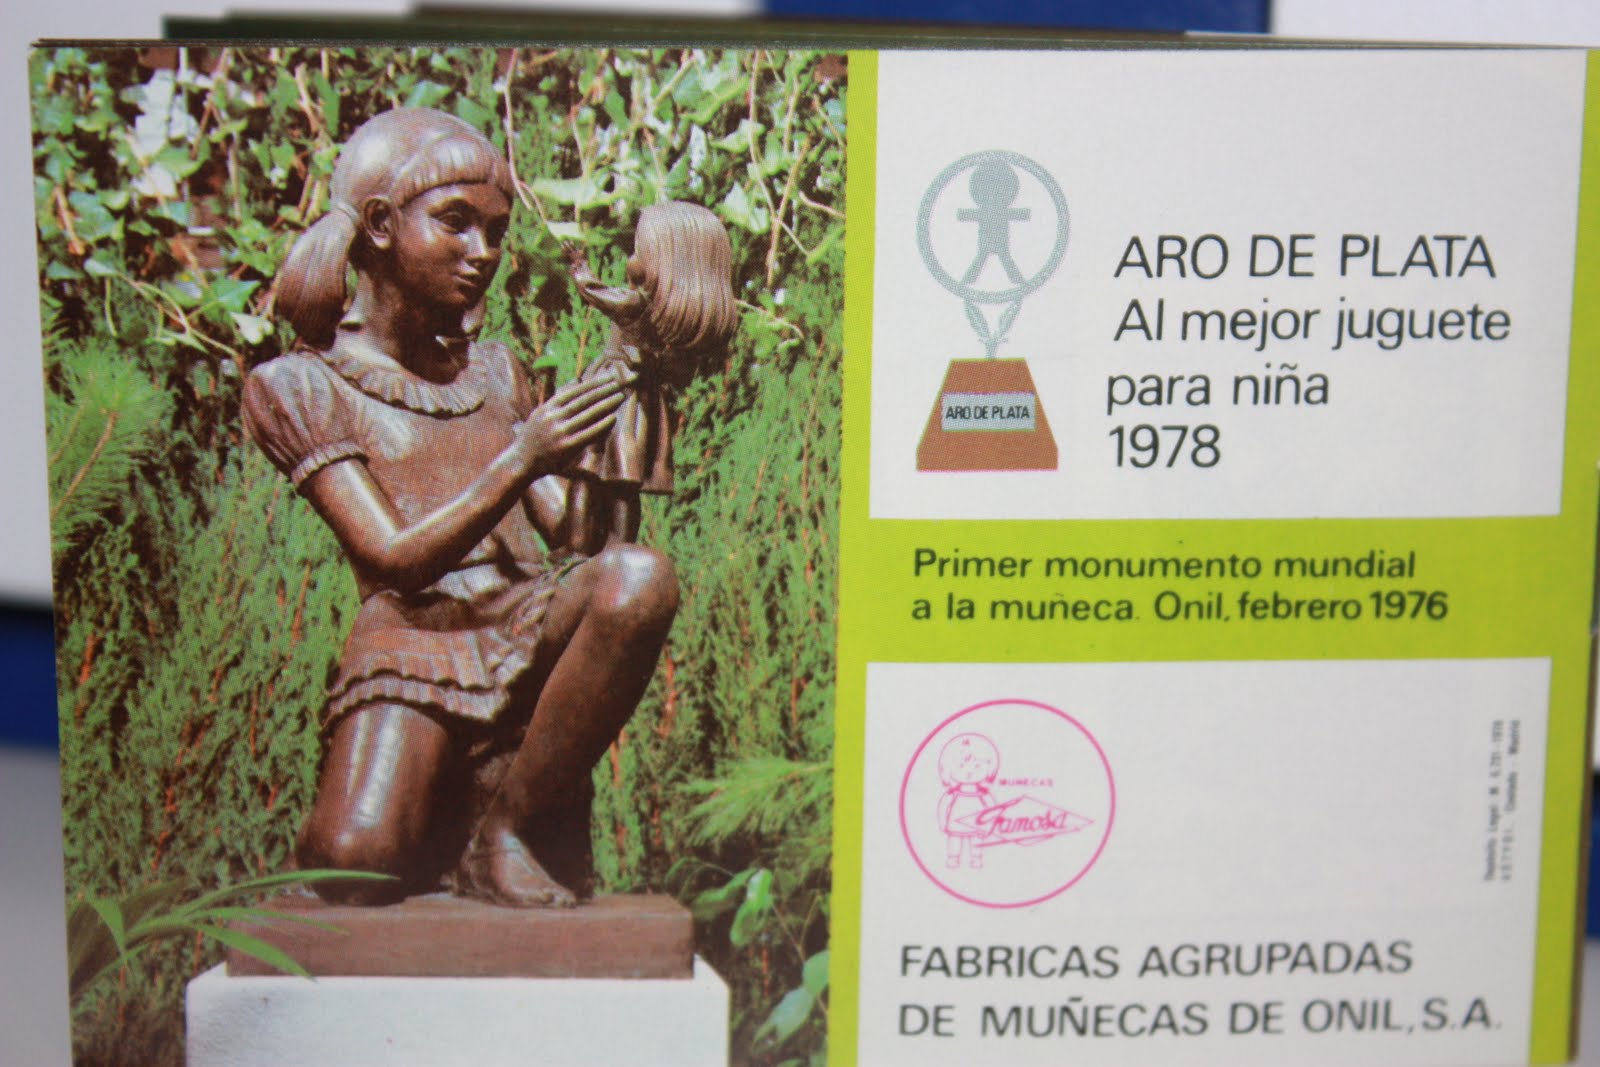 ARO DE PLATA
Al mejor juguete
para niña
1978
ARO DE PLATA
Primer monumento mundial
a la muñeca. Onil, febrero 1976
MUÑECAS
Famosa
FABRICAS AGRUPADAS
DE MUÑECAS DE ONIL, S.A.